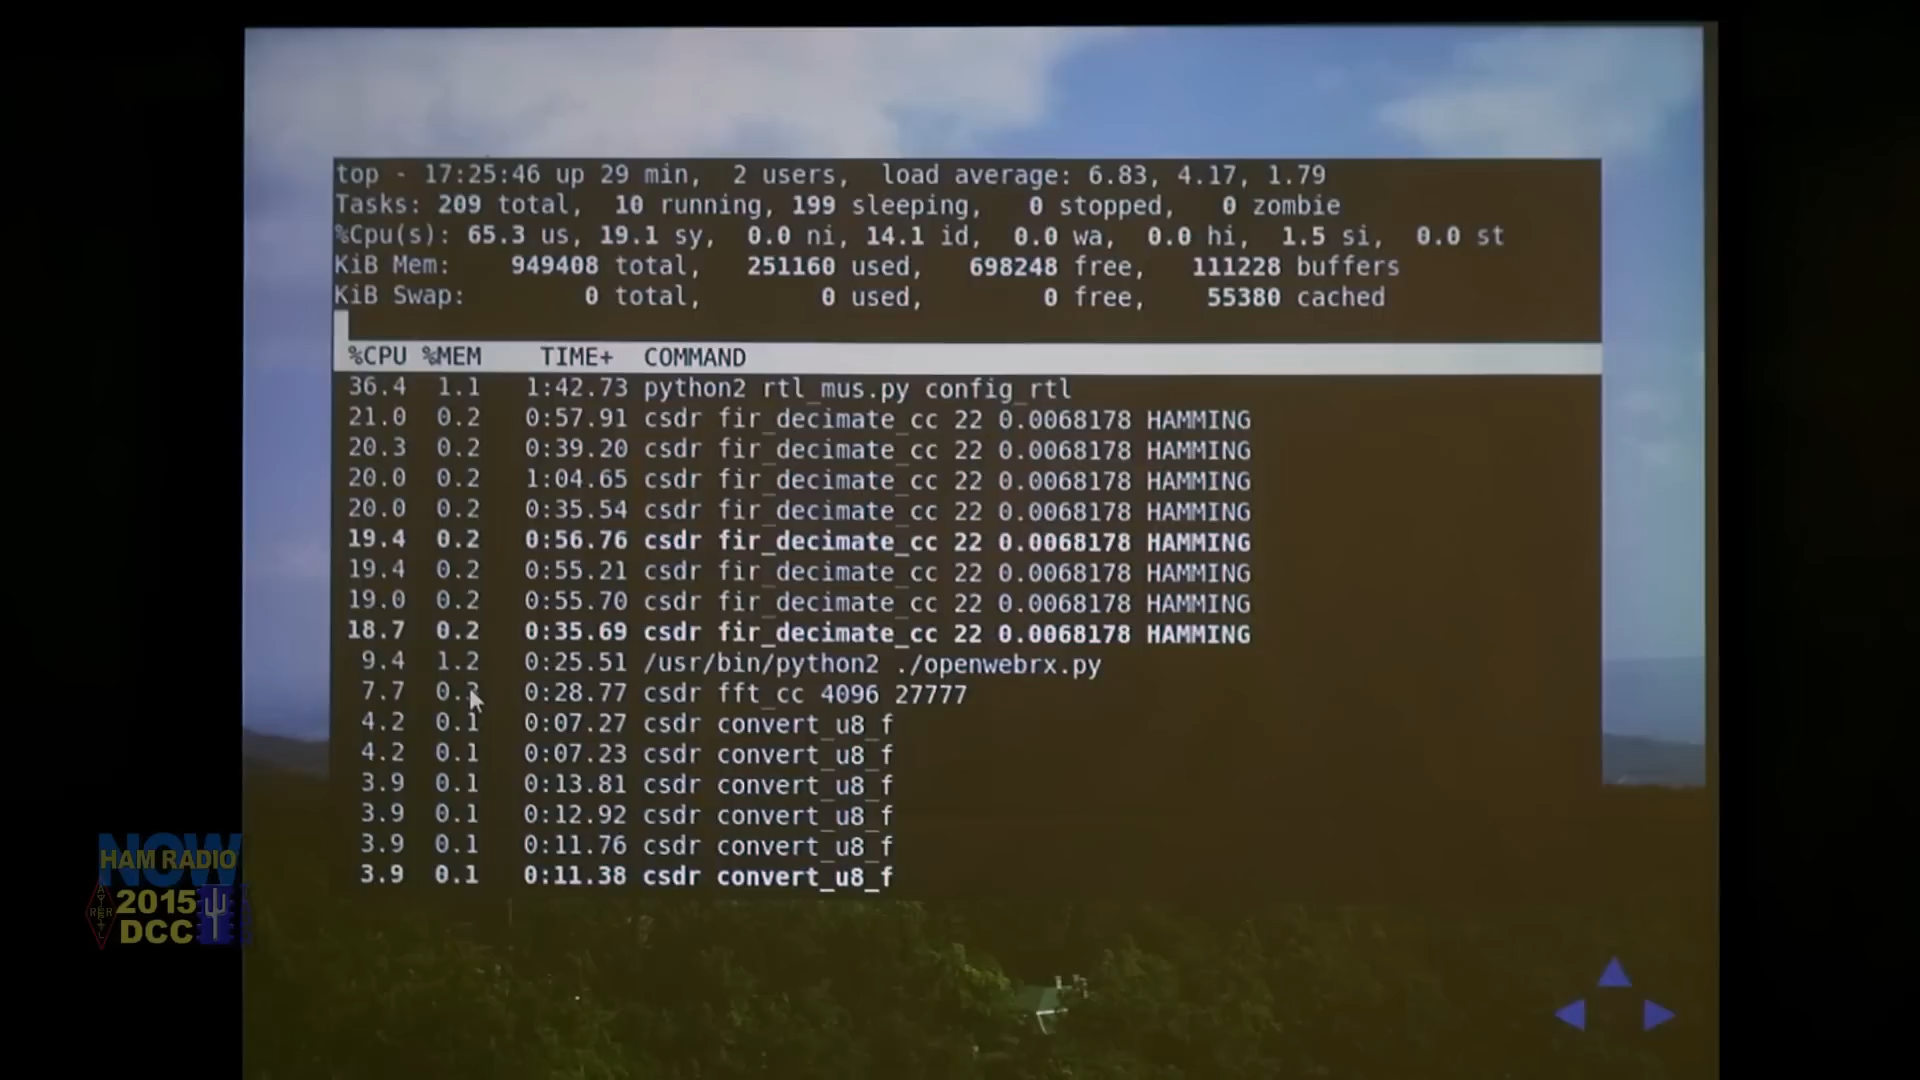 top - 17:25:46 up 29 min,  2 users,  load average: 6.83, 4.17, 1.79
Tasks: 209 total,  10 running, 199 sleeping,  0 stopped,  0 zombie
%Cpu(s): 65.3 us, 19.1 sy,  0.0 ni, 14.1 id,  0.0 wa,  0.0 hi,  1.5 si,  0.0 st
KiB Mem:  949408 total,  251160 used,  698248 free,  111228 buffers
KiB Swap:  0 total,  0 used,  0 free,  55380 cached
%CPU %MEM TIME+ COMMAND
36.4 1.1 1:42.73 python2 rtl_mus.py config_rtl
21.0 0.2 0:57.91 csdr fir_decimate_cc 22 0.0068178 HAMMING
20.3 0.2 0:39.20 csdr fir_decimate_cc 22 0.0068178 HAMMING
20.0 0.2 1:04.65 csdr fir_decimate_cc 22 0.0068178 HAMMING
20.0 0.2 0:35.54 csdr fir_decimate_cc 22 0.0068178 HAMMING
19.4 0.2 0:56.76 csdr fir_decimate_cc 22 0.0068178 HAMMING
19.4 0.2 0:55.21 csdr fir_decimate_cc 22 0.0068178 HAMMING
19.0 0.2 0:55.70 csdr fir_decimate_cc 22 0.0068178 HAMMING
18.7 0.2 0:35.69 csdr fir_decimate_cc 22 0.0068178 HAMMING
9.4 1.2 0:25.51 /usr/bin/python2 ./openwebrx.py
7.7 0:28.77 csdr fft_cc 4096 27777
4.2 0.1 0:07.27 csdr convert_u8_f
4.2 0.1 0:07.23 csdr convert_u8_f
3.9 0.1 0:13.81 csdr convert_u8_f
3.9 0.1 0:12.92 csdr convert_u8_f
3.9 0.1 0:11.76 csdr convert_u8_f
3.9 0.1 0:11.38 csdr convert_u8_f
NOW
HAM RADIO
2015
DCC